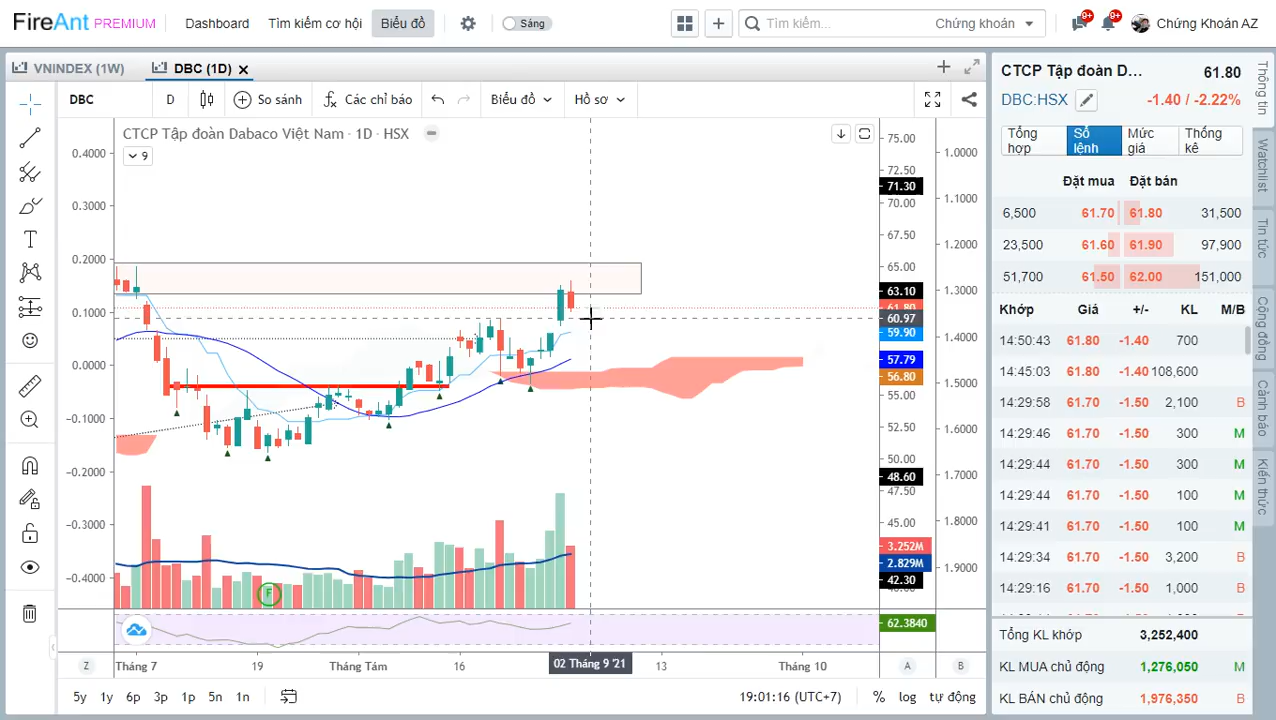 FireAnt PREMIUM
Dashboard
Tìm kiếm cơ hội
Biểu đồ
Sáng
Tìm kiếm...
Chứng khoán
9+
9+
Chứng Khoán AZ
VNINDEX (1W)
DBC (1D)
DBC
D
So sánh
Các chỉ báo
Biểu đồ
Hồ sơ
CTCP Tập đoàn Dabaco Việt Nam · 1D · HSX
9
0.4000
0.3000
0.2000
0.1000
0.0000
−0.1000
−0.2000
−0.3000
−0.4000
75.00
72.50
71.30
70.00
67.50
65.00
63.10
61.80
60.97
59.90
57.79
56.80
55.00
52.50
50.00
48.60
47.50
45.00
3.252M
2.829M
42.30
62.3840
1.0000
1.1000
1.2000
1.3000
1.4000
1.5000
1.6000
1.7000
1.8000
1.9000
F
Z
Tháng 7
19
Tháng Tám
16
02 Tháng 9 '21
13
Tháng 10
A
B
5y
1y
6p
3p
1p
5n
1n
19:01:16 (UTC+7)
%
log
tự động
CTCP Tập đoàn D...
61.80
DBC:HSX
-1.40 / -2.22%
Tổng hợp
Sổ lệnh
Mức giá
Thống kê
Đặt mua Đặt bán
6,500 61.70 61.80 31,500
23,500 61.60 61.90 97,900
51,700 61.50 62.00 151,000
Khớp Giá +/- KL M/B
14:50:43 61.80 -1.40 700
14:45:03 61.80 -1.40 108,600
14:29:58 61.70 -1.50 2,100 B
14:29:46 61.70 -1.50 300 M
14:29:44 61.70 -1.50 300 M
14:29:44 61.70 -1.50 100 M
14:29:41 61.70 -1.50 100 M
14:29:34 61.70 -1.50 3,200 B
14:29:16 61.70 -1.50 1,000 B
Tổng KL khớp 3,252,400
KL MUA chủ động 1,276,050 M
KL BÁN chủ động 1,976,350 B
Thông tin
Watchlist
Tin tức
Cộng đồng
Cảnh báo
Kiến thức